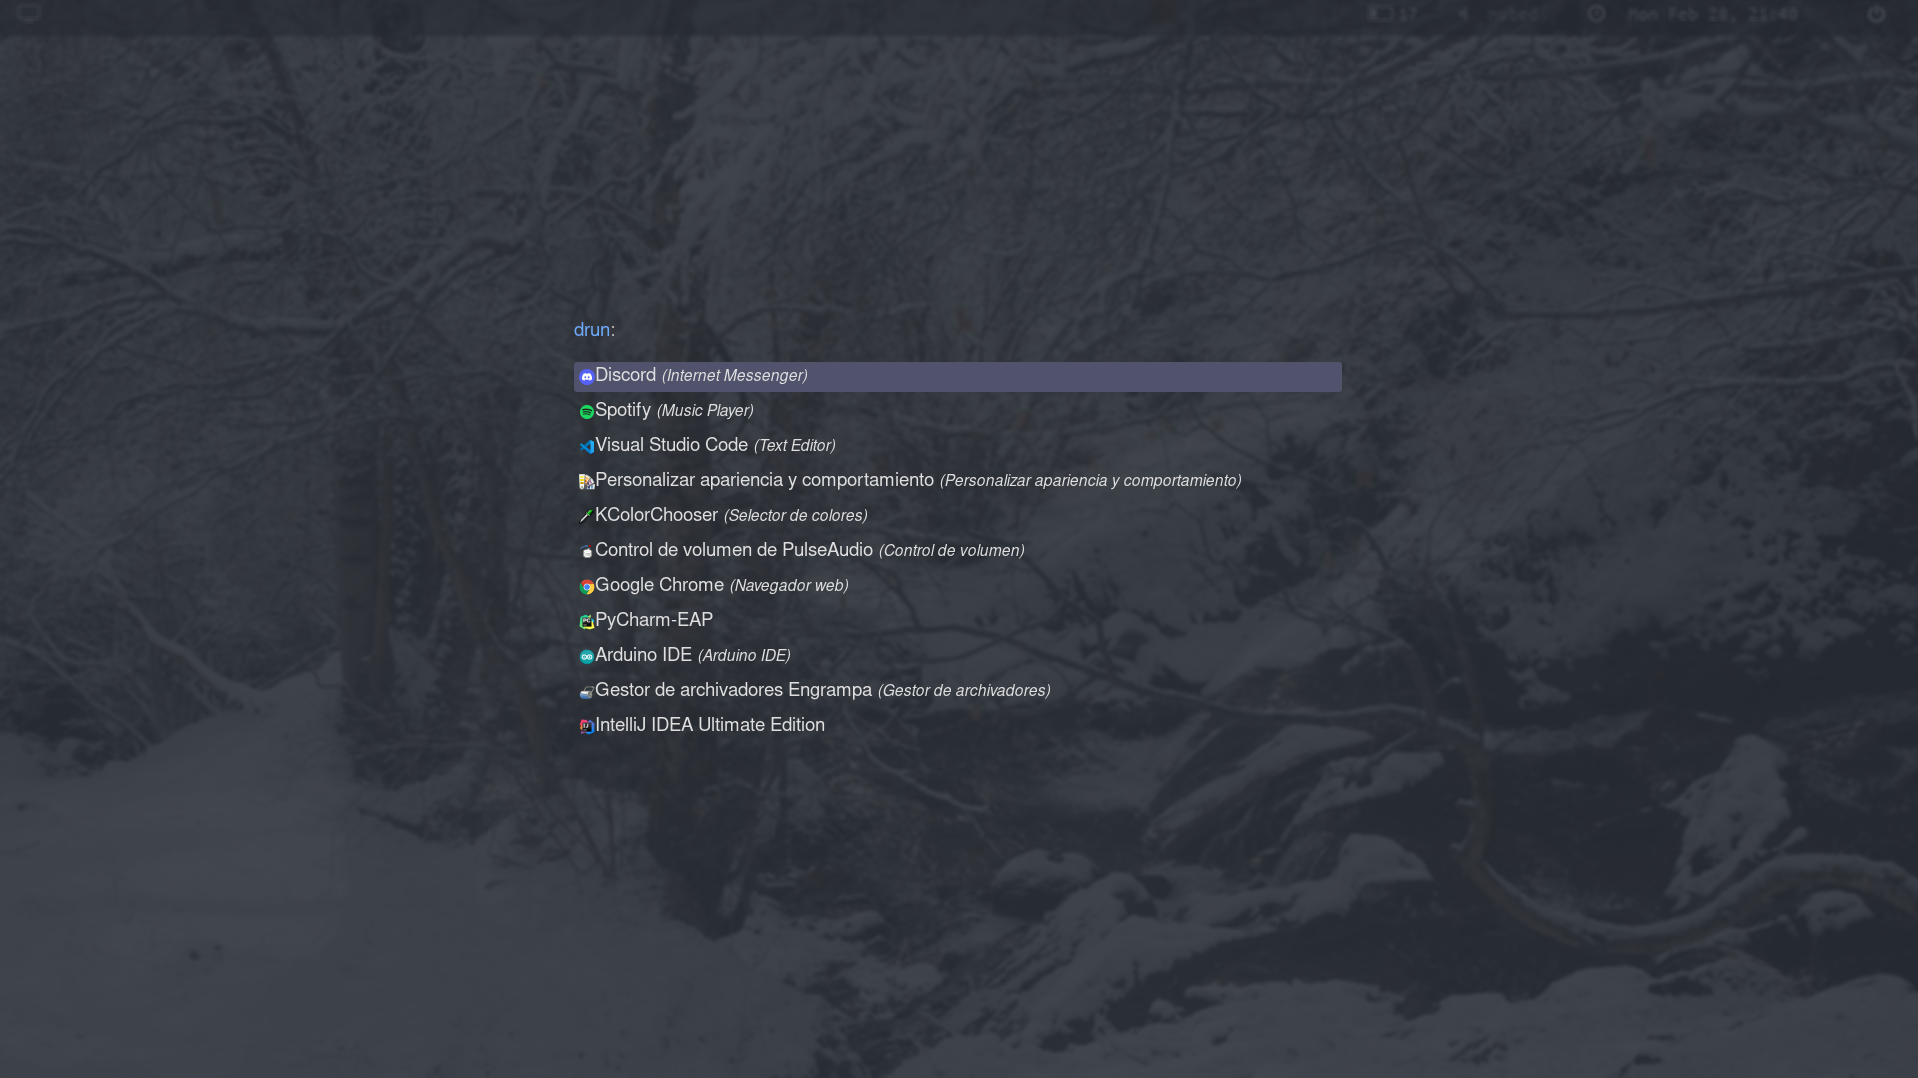 17 muted Mon Feb 28, 21:40
drun:
Discord (Internet Messenger)
Spotify (Music Player)
Visual Studio Code (Text Editor)
Personalizar apariencia y comportamiento (Personalizar apariencia y comportamiento)
KColorChooser (Selector de colores)
Control de volumen de PulseAudio (Control de volumen)
Google Chrome (Navegador web)
PyCharm-EAP
Arduino IDE (Arduino IDE)
Gestor de archivadores Engrampa (Gestor de archivadores)
IntelliJ IDEA Ultimate Edition